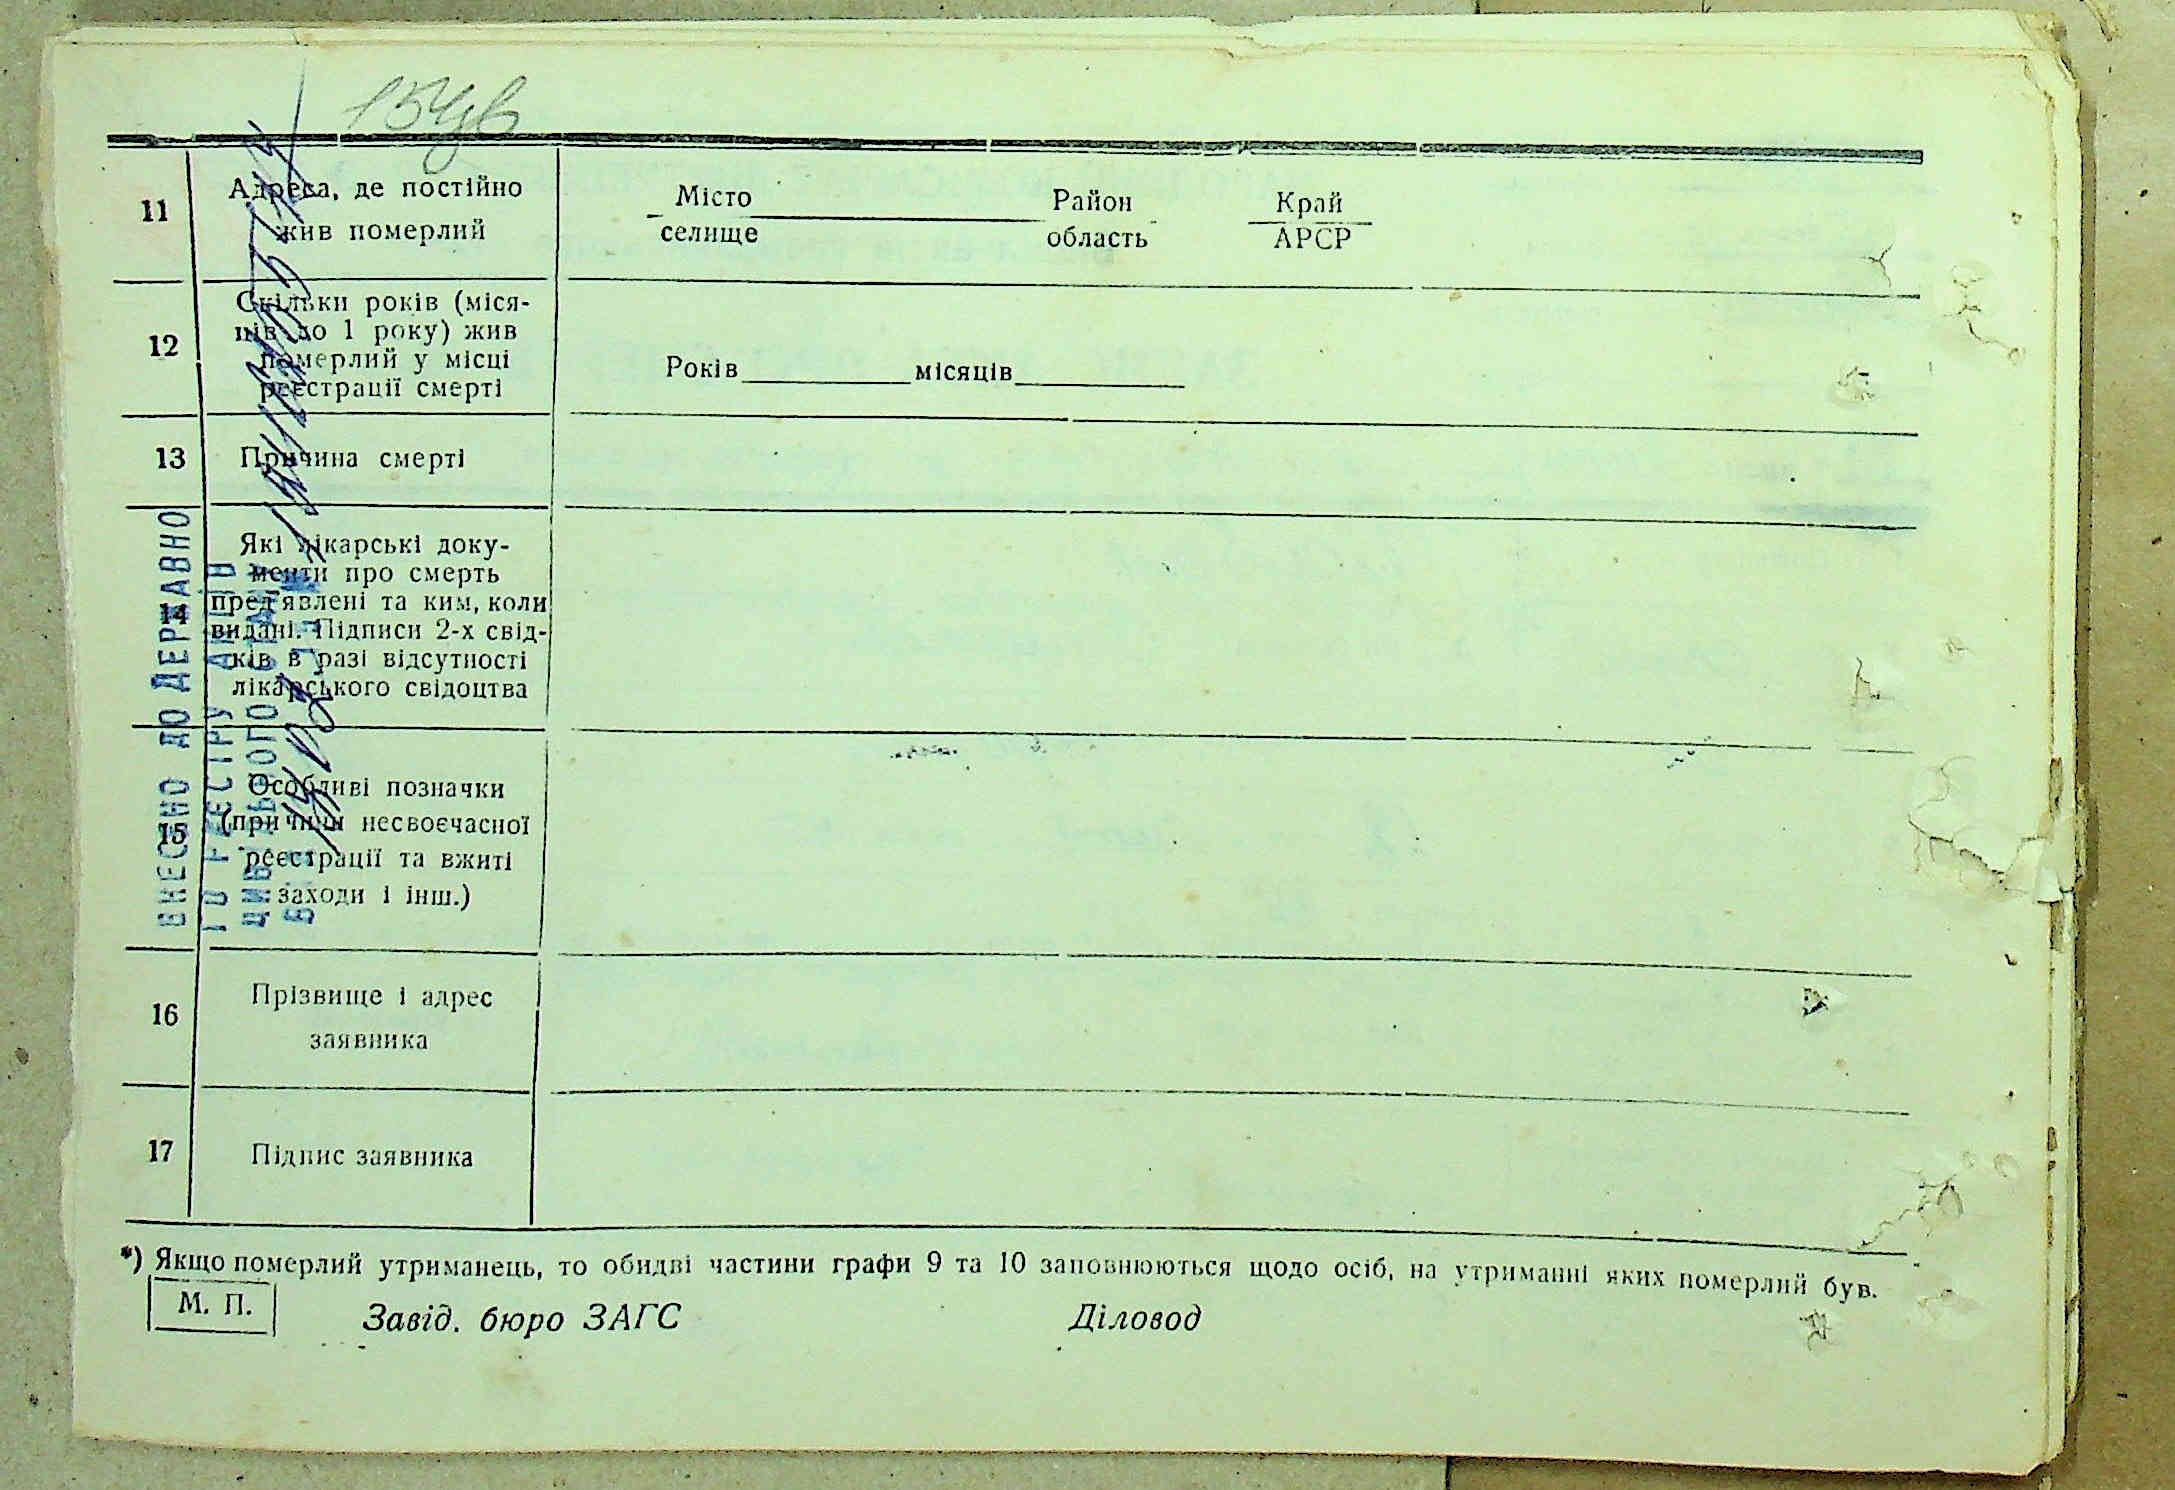 11
Адреса, де постійно
жив померлий
Місто Район Край
селище область АРСР
12
Скільки років (міся-
ців до 1 року) жив
померлий у місці
реєстрації смерті
Років________місяців________
13
Причина смерті
14
Які лікарські доку-
менти про смерть
пред'явлені та ким, коли
видані. Підписи 2-х свід-
ків в разі відсутності
лікарського свідоцтва
15
Особливі позначки
(причини несвоєчасної
реєстрації та вжиті
заходи і інш.)
16
Прізвище і адрес
заявника
17
Підпис заявника
*) Якщо померлий утриманець, то обидві частини графи 9 та 10 заповнюються щодо осіб, на утриманні яких померлий був.
М. П.
Завід. бюро ЗАГС Діловод
ВНЕСЕНО ДО ДЕРЖАВНО
ГО РЕЄСТРУ АКТІВ
ЦИВІЛЬНОГО СТАНУ